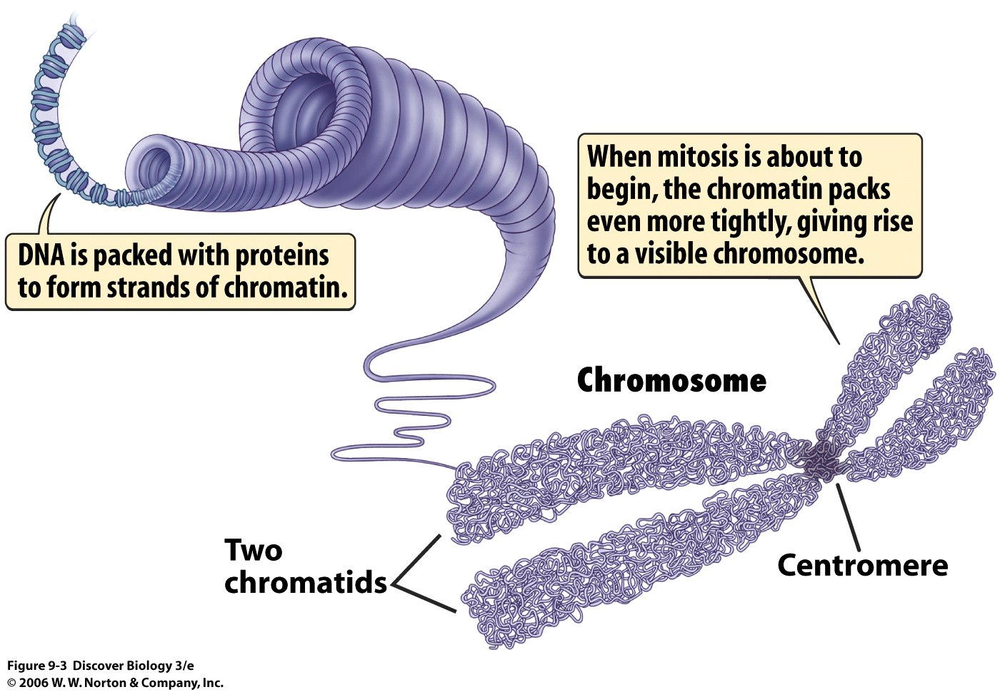 DNA is packed with proteins
to form strands of chromatin.
When mitosis is about to
begin, the chromatin packs
even more tightly, giving rise
to a visible chromosome.
Chromosome
Two
chromatids
Centromere
Figure 9-3 Discover Biology 3/e
© 2006 W. W. Norton & Company, Inc.